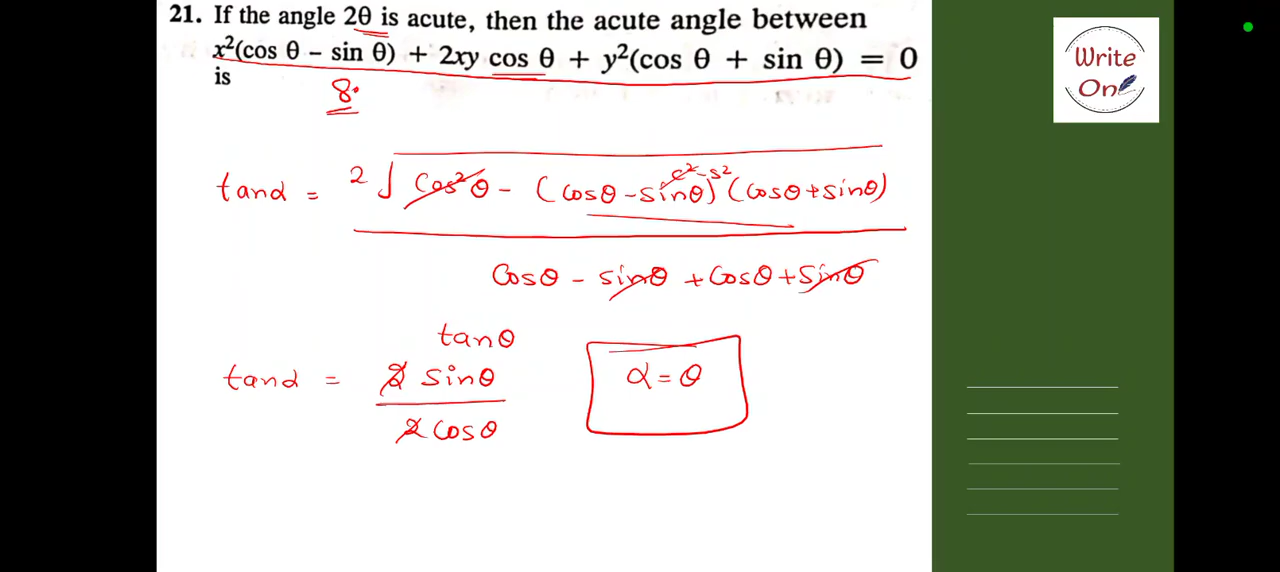 21. If the angle 2θ is acute, then the acute angle between
x²(cos θ – sin θ) + 2xy cos θ + y²(cos θ + sin θ) = 0
is
8.
Write
On
c²-s²
tanα = 2√cos²θ - (cosθ - sinθ)(cosθ + sinθ)
cosθ - sinθ + cosθ + sinθ
tanθ
tanα = 2 sinθ
2 cosθ
α = θ